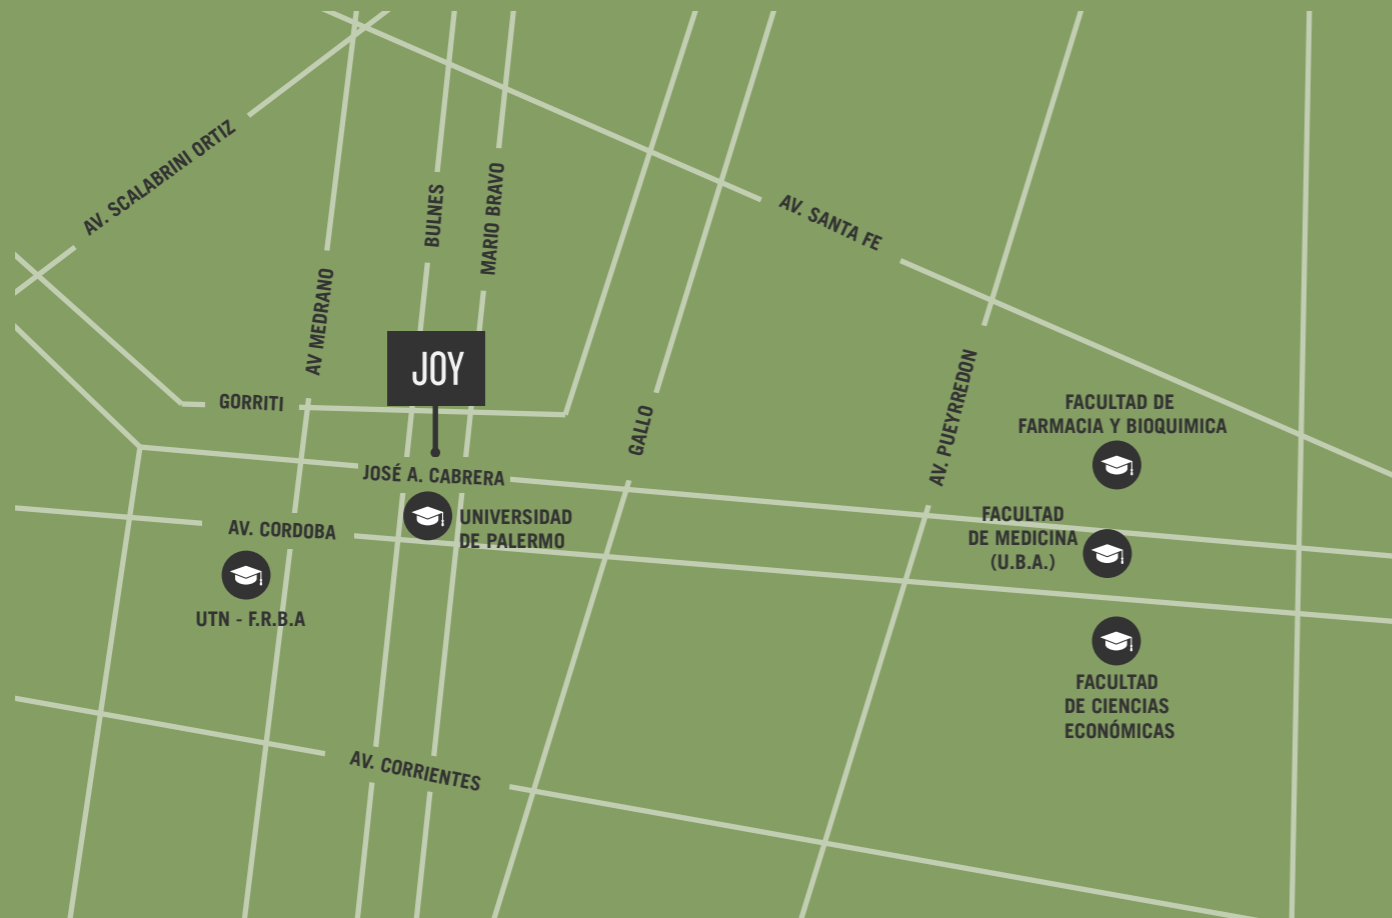 AV. SCALABRINI ORTIZ
BULNES
MARIO BRAVO
AV. SANTA FE
AV MEDRANO
JOY
GORRITI
GALLO
AV. PUEYRREDON
FACULTAD DE
FARMACIA Y BIOQUIMICA
JOSÉ A. CABRERA
AV. CORDOBA
UNIVERSIDAD
DE PALERMO
FACULTAD
DE MEDICINA
(U.B.A.)
UTN - F.R.B.A
FACULTAD
DE CIENCIAS
ECONÓMICAS
AV. CORRIENTES